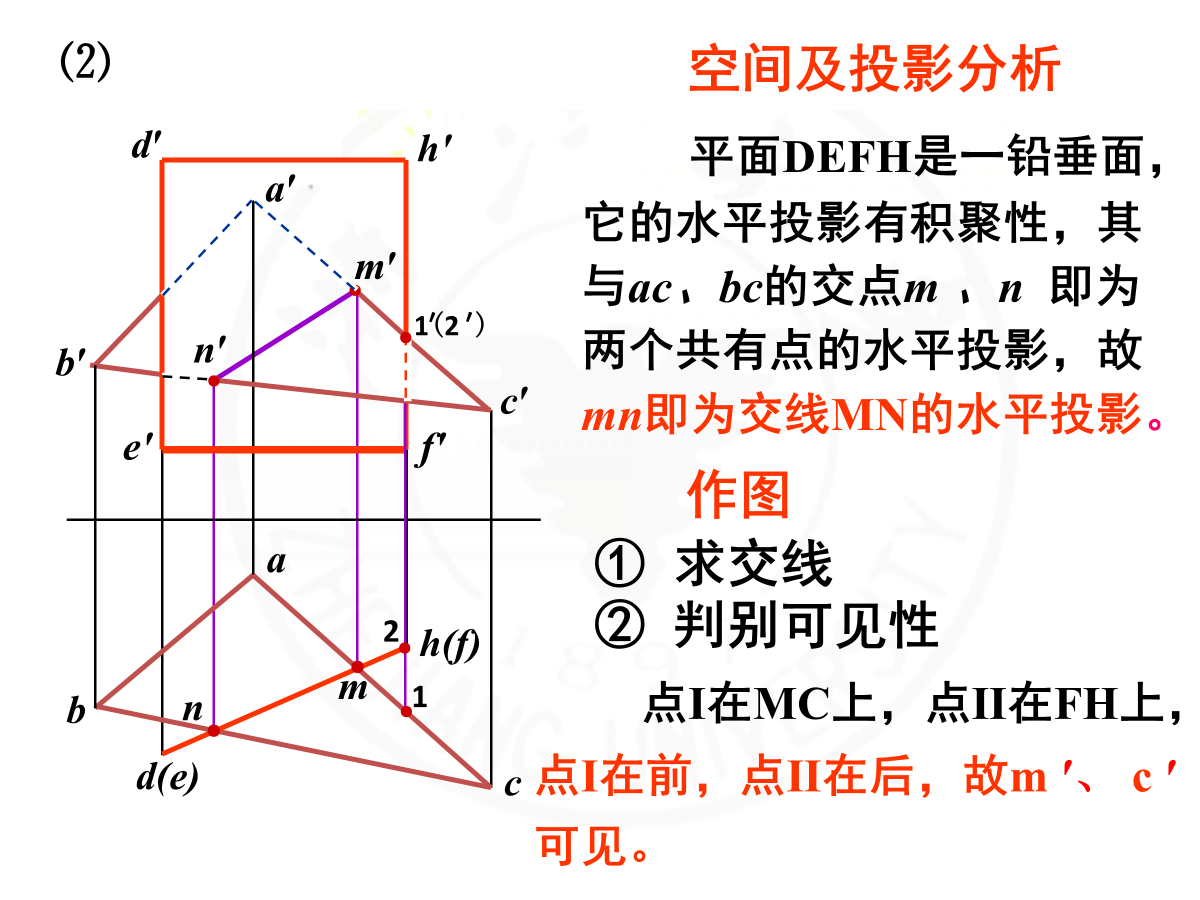 (2)
空间及投影分析
平面DEFH是一铅垂面，
它的水平投影有积聚性，其
与ac、bc的交点m 、n 即为
两个共有点的水平投影，故
mn即为交线MN的水平投影。
作图
① 求交线
② 判别可见性
点I在MC上，点II在FH上，
点I在前，点II在后，故m ′、 c ′
可见。
d′
h′
a′
m′
1′(2 ′)
n′
b′
c′
e′
f′
a
2
h(f)
m
1
n
b
d(e)
c